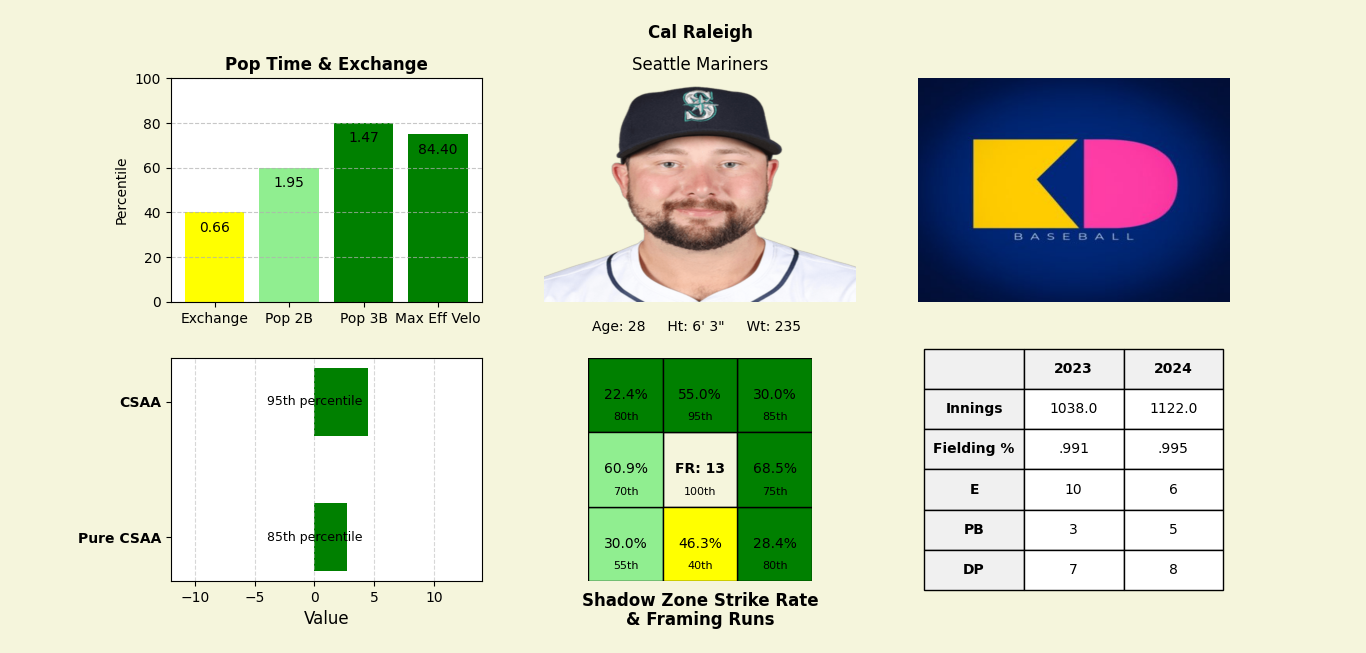 Cal Raleigh
Pop Time & Exchange
Seattle Mariners
100
80
60
40
20
0
Percentile
0.66
1.95
1.47
84.40
Exchange
Pop 2B
Pop 3B
Max Eff Velo
S
KD
BASEBALL
Age: 28 Ht: 6' 3" Wt: 235
CSAA
95th percentile
Pure CSAA
85th percentile
−10
−5
0
5
10
Value
22.4% 55.0% 30.0%
80th 95th 85th
60.9% FR: 13 68.5%
70th 100th 75th
30.0% 46.3% 28.4%
55th 40th 80th
Shadow Zone Strike Rate
& Framing Runs
2023 2024
Innings 1038.0 1122.0
Fielding % .991 .995
E 10 6
PB 3 5
DP 7 8